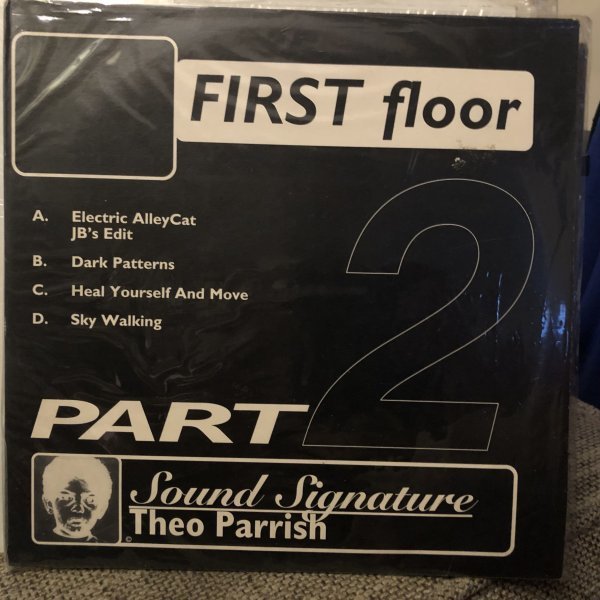 FIRST floor
A. Electric AlleyCat
JB's Edit
B. Dark Patterns
C. Heal Yourself And Move
D. Sky Walking
PART 2
Sound Signature
Theo Parrish
©